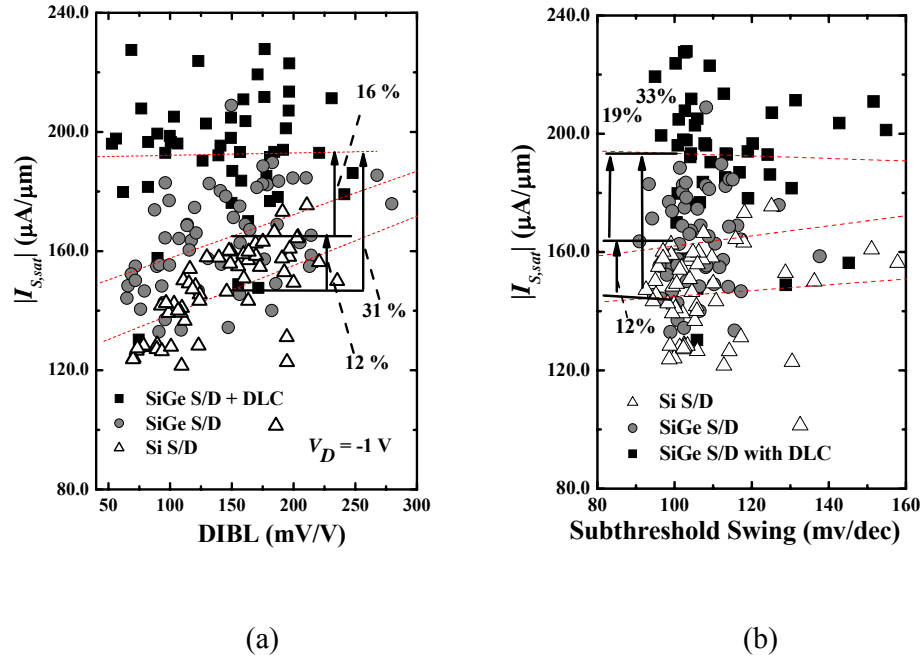 240.0
200.0
160.0
120.0
80.0
|I_S,sat| (μA/μm)
16 %
31 %
12 %
SiGe S/D + DLC
SiGe S/D
Si S/D
V_D = -1 V
50 100 150 200 250 300
DIBL (mV/V)
(a)
240.0
200.0
160.0
120.0
80.0
|I_S,sat| (μA/μm)
33%
19%
12%
Si S/D
SiGe S/D
SiGe S/D with DLC
80 100 120 140 160
Subthreshold Swing (mv/dec)
(b)